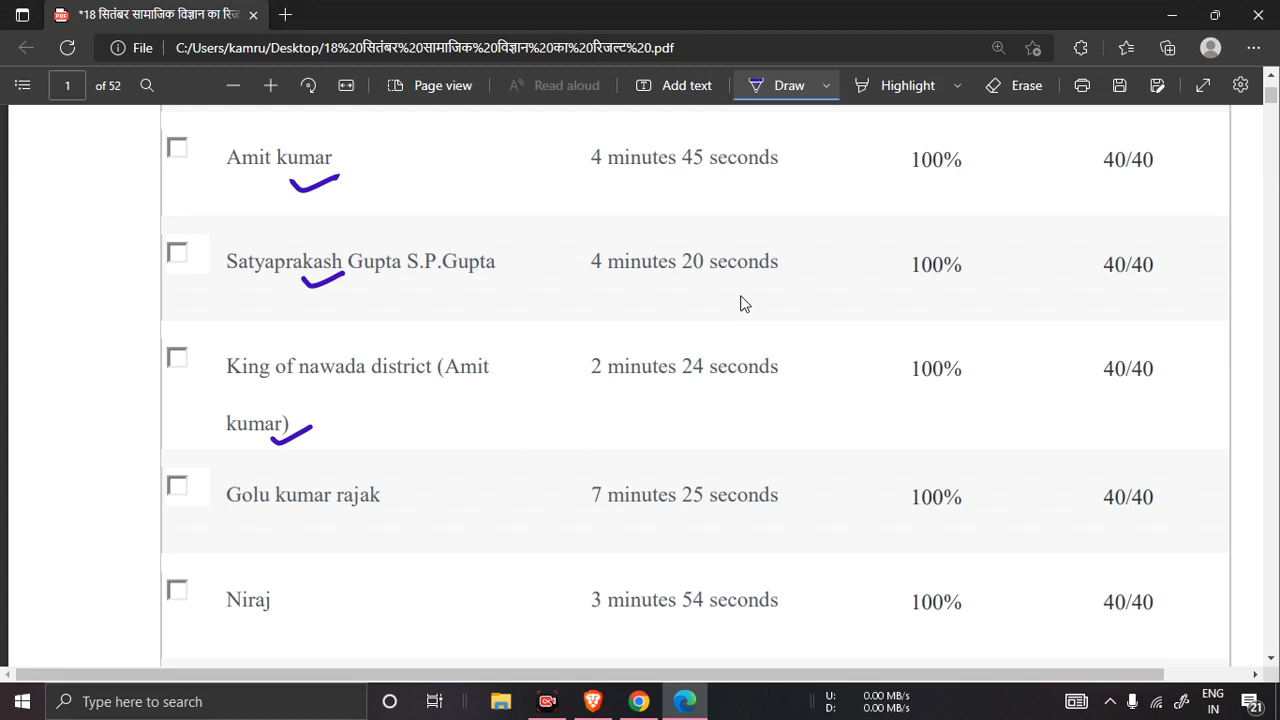 *18 सितंबर सामाजिक विज्ञान का रिज
File C:/Users/kamru/Desktop/18%20सितंबर%20सामाजिक%20विज्ञान%20का%20रिजल्ट%20.pdf
1 of 52 Page view Read aloud Add text Draw Highlight Erase
Amit kumar 4 minutes 45 seconds 100% 40/40
Satyaprakash Gupta S.P.Gupta 4 minutes 20 seconds 100% 40/40
King of nawada district (Amit 2 minutes 24 seconds 100% 40/40
kumar)
Golu kumar rajak 7 minutes 25 seconds 100% 40/40
Niraj 3 minutes 54 seconds 100% 40/40
Type here to search
U: 0.00 MB/s
D: 0.00 MB/s
ENG
IN
21